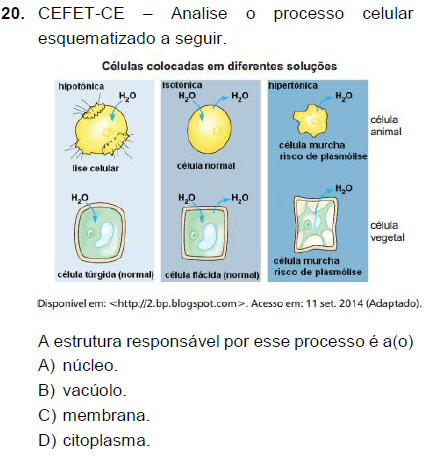 20. CEFET-CE – Analise o processo celular
esquematizado a seguir.
Células colocadas em diferentes soluções
hipotônica
isotônica
hipertônica
H₂O
H₂O
H₂O
H₂O
célula
animal
lise celular
célula normal
célula murcha
risco de plasmólise
H₂O
H₂O
H₂O
H₂O
célula
vegetal
célula túrgida (normal)
célula flácida (normal)
célula murcha
risco de plasmólise
Disponível em: <http://2.bp.blogspot.com>. Acesso em: 11 set. 2014 (Adaptado).
A estrutura responsável por esse processo é a(o)
A) núcleo.
B) vacúolo.
C) membrana.
D) citoplasma.